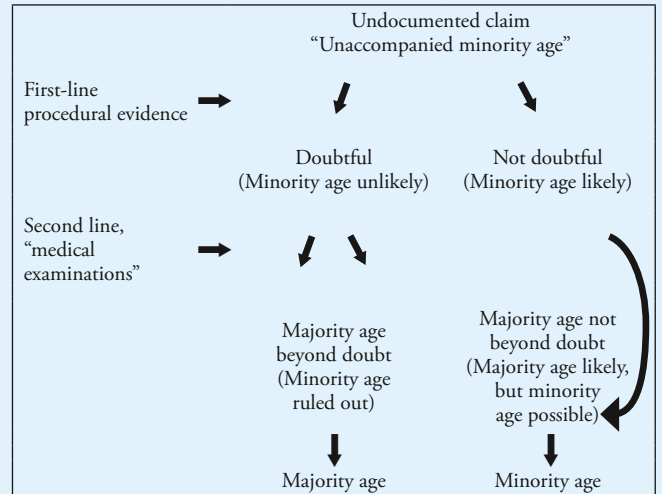 Undocumented claim
“Unaccompanied minority age”
First-line
procedural evidence
Doubtful
(Minority age unlikely)
Not doubtful
(Minority age likely)
Second line,
“medical
examinations”
Majority age
beyond doubt
(Minority age
ruled out)
Majority age not
beyond doubt
(Majority age likely,
but minority
age possible)
Majority age
Minority age